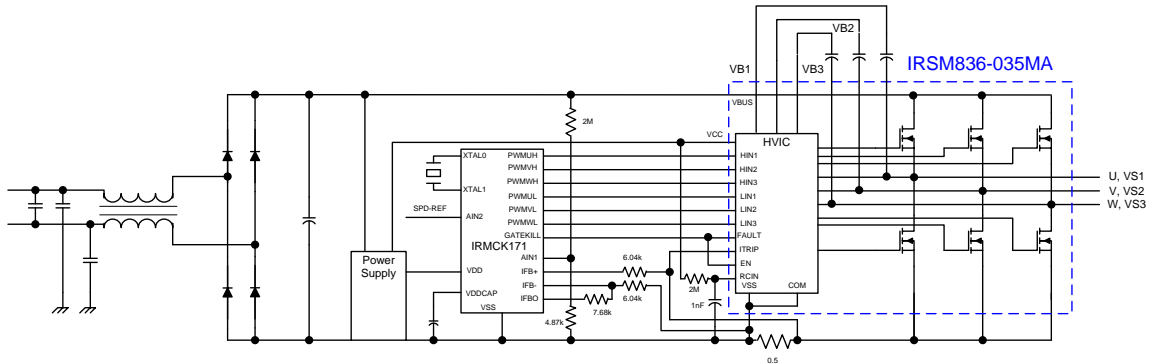 VB2
VB1
VB3
IRSM836-035MA
VBUS
2M
VCC
HVIC
XTAL0
PWMUH
HIN1
PWMVH
HIN2
PWMWH
HIN3
XTAL1
PWMUL
LIN1
SPD-REF
AIN2
PWMVL
LIN2
PWMWL
LIN3
IRMCK171
GATEKILL
FAULT
U, VS1
V, VS2
W, VS3
Power
Supply
AIN1
ITRIP
VDD
IFB+
6.04k
EN
IFB-
6.04k
2M
RCIN
VDDCAP
IFBO
7.68k
VSS
COM
VSS
4.87k
1nF
0.5